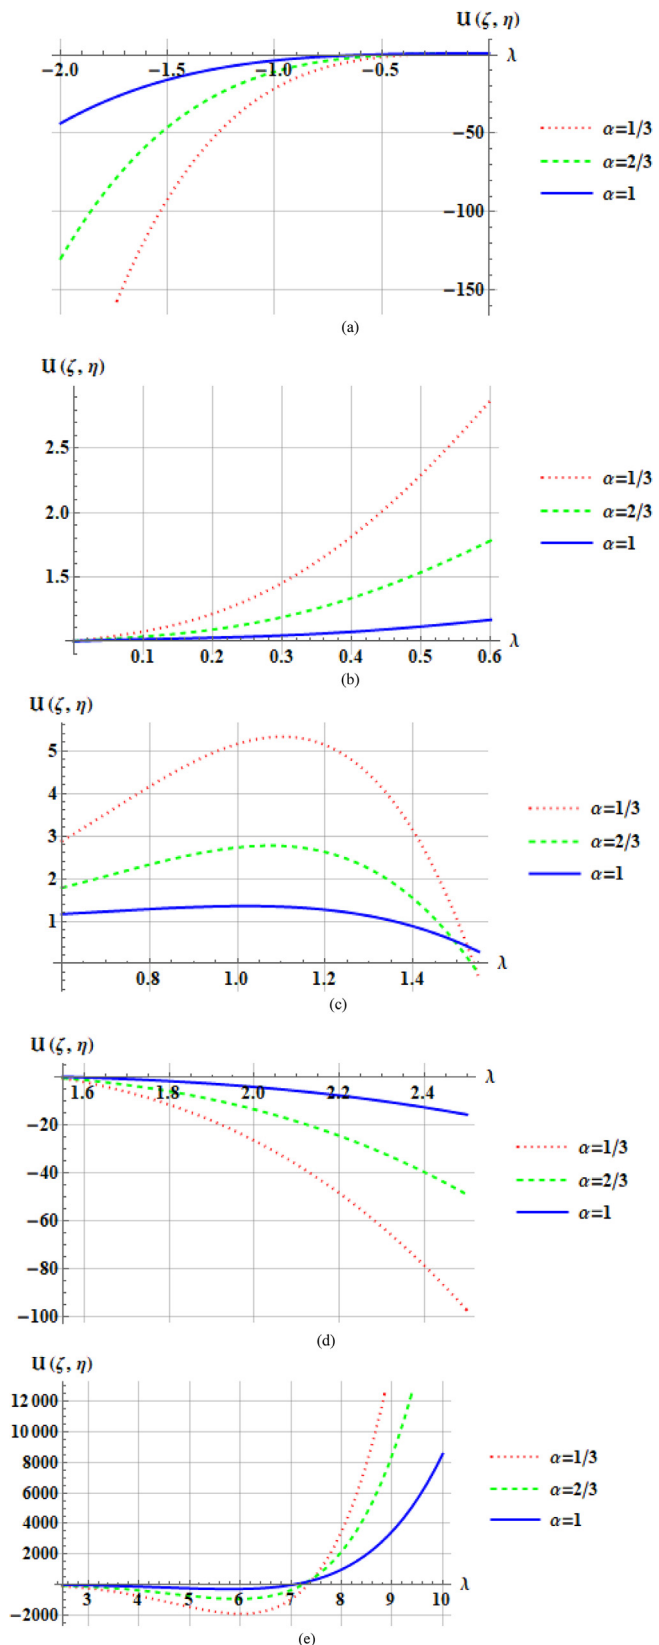 U (ζ, η)
−2.0 −1.5 −1.0 −0.5 λ
−50
−100
−150
α=1/3
α=2/3
α=1
(a)
U (ζ, η)
2.5
2.0
1.5
0.1 0.2 0.3 0.4 0.5 0.6 λ
α=1/3
α=2/3
α=1
(b)
U (ζ, η)
5
4
3
2
1
0.8 1.0 1.2 1.4 λ
α=1/3
α=2/3
α=1
(c)
U (ζ, η)
1.6 1.8 2.0 2.2 2.4 λ
−20
−40
−60
−80
−100
α=1/3
α=2/3
α=1
(d)
U (ζ, η)
12 000
10 000
8000
6000
4000
2000
3 4 5 6 7 8 9 10 λ
−2000
α=1/3
α=2/3
α=1
(e)